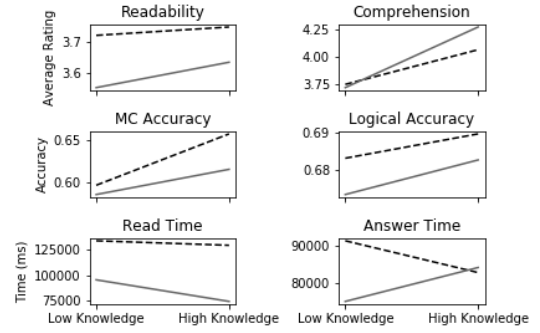 Readability
Comprehension
Average Rating
3.7
3.6
4.25
4.00
3.75
MC Accuracy
Logical Accuracy
Accuracy
0.65
0.60
0.69
0.68
Read Time
Answer Time
Time (ms)
125000
100000
75000
90000
80000
Low Knowledge
High Knowledge
Low Knowledge
High Knowledge